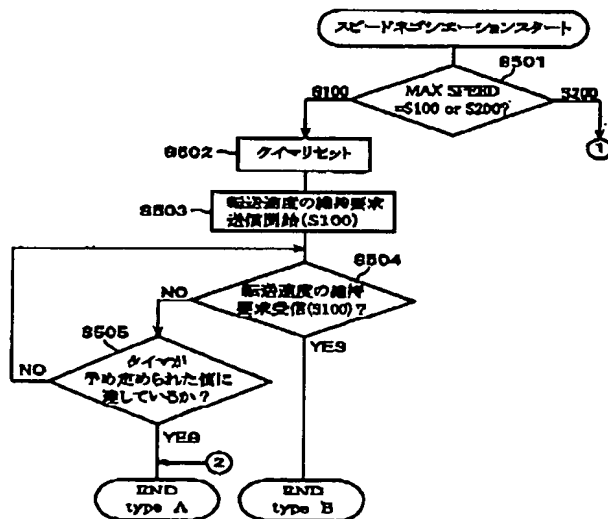 スピードネゴシエーションスタート
S501
S100
MAX SPEED
=S100 or S200?
S200
1
S502
タイマリセット
S503
転送速度の維持要求
送信開始(S100)
S504
NO
転送速度の維持
要求受信(S100)?
YES
S505
NO
タイマが
予め定められた値に
達しているか?
YES
2
END
type A
END
type B